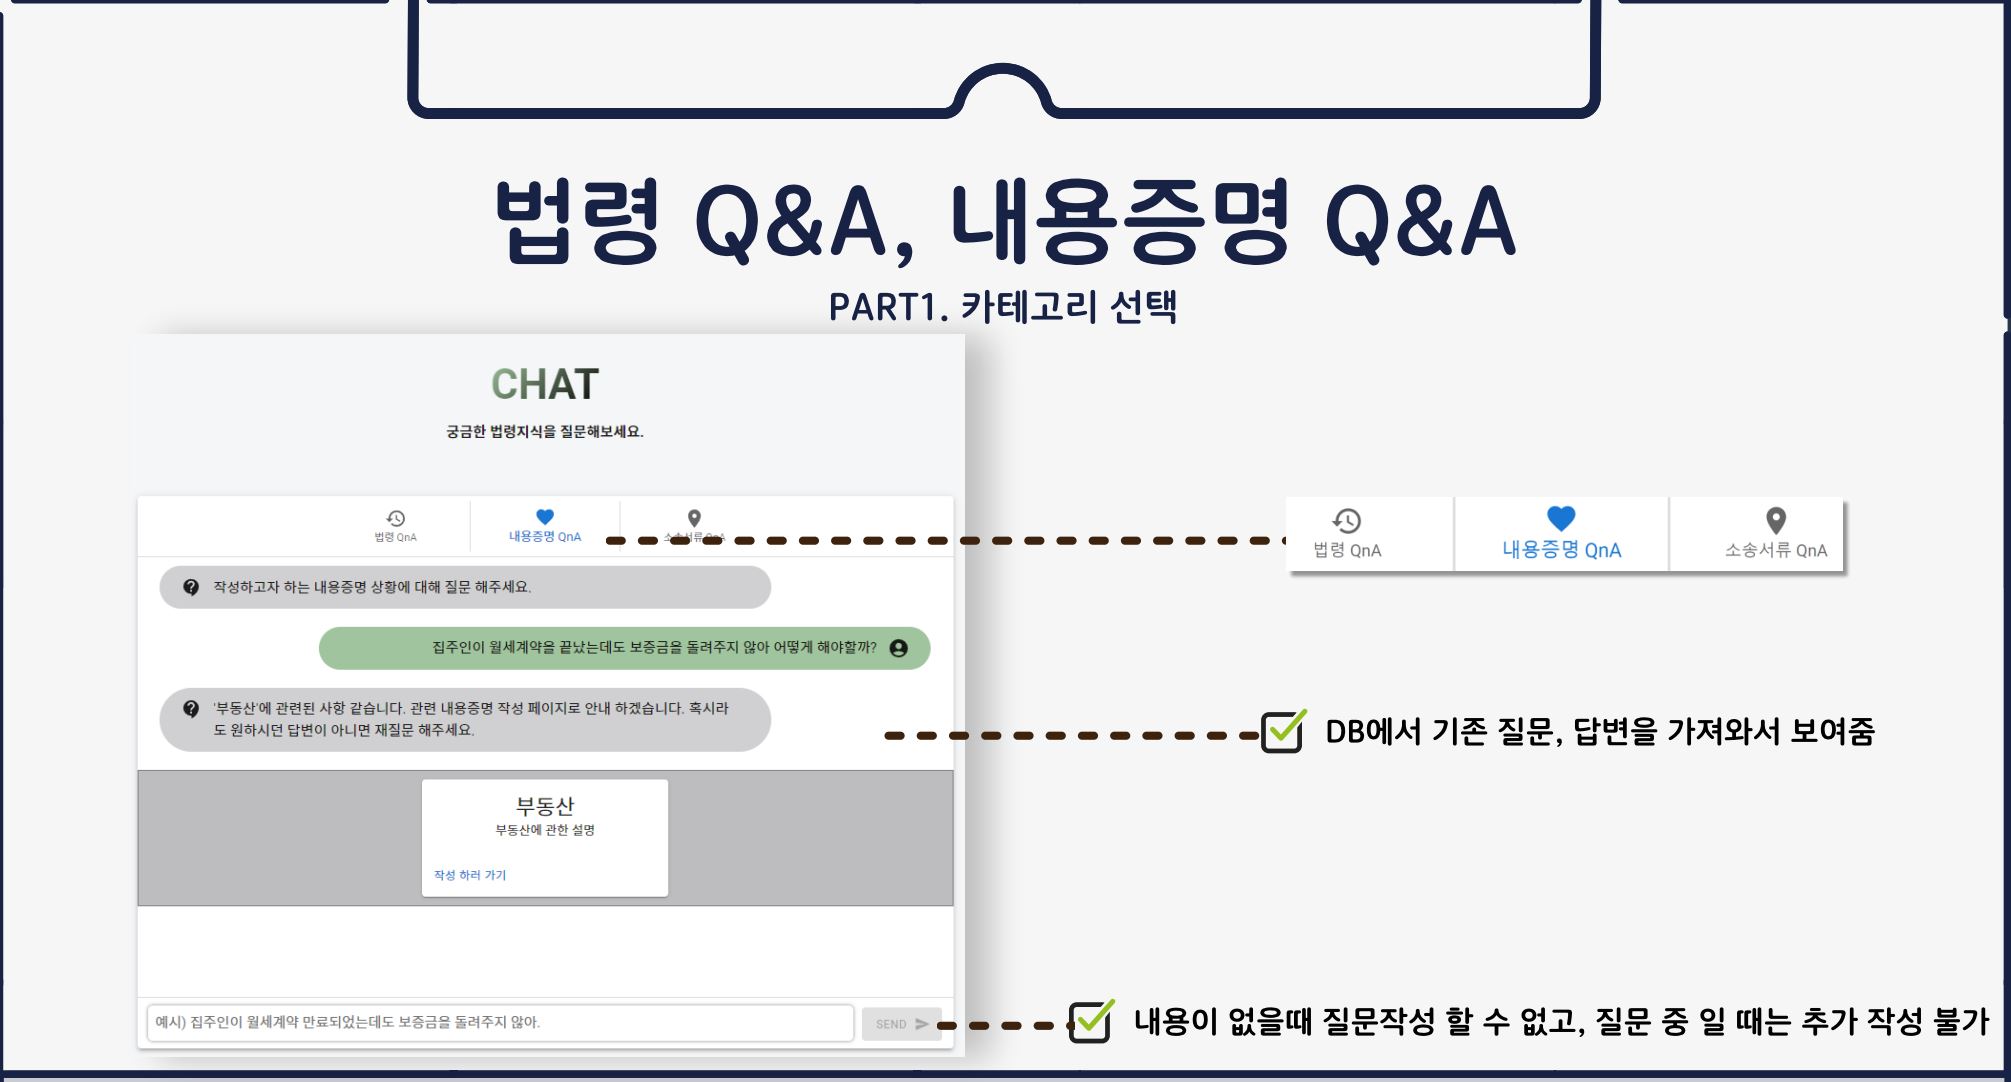 법령 Q&A, 내용증명 Q&A
PART1. 카테고리 선택
CHAT
궁금한 법령지식을 질문해보세요.
법령 QnA
내용증명 QnA
소송서류 QnA
법령 QnA
내용증명 QnA
소송서류 QnA
작성하고자 하는 내용증명 상황에 대해 질문 해주세요.
집주인이 월세계약을 끝났는데도 보증금을 돌려주지 않아 어떻게 해야할까?
'부동산'에 관련된 사항 같습니다. 관련 내용증명 작성 페이지로 안내 하겠습니다. 혹시라
도 원하시던 답변이 아니면 재질문 해주세요.
DB에서 기존 질문, 답변을 가져와서 보여줌
부동산
부동산에 관한 설명
작성 하러 가기
예시) 집주인이 월세계약 만료되었는데도 보증금을 돌려주지 않아.
SEND
내용이 없을때 질문작성 할 수 없고, 질문 중 일 때는 추가 작성 불가